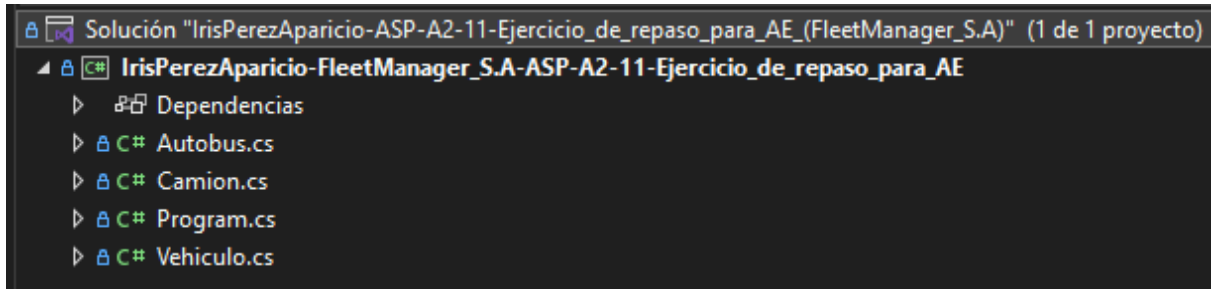 Solución "IrisPerezAparicio-ASP-A2-11-Ejercicio_de_repaso_para_AE_(FleetManager_S.A)" (1 de 1 proyecto)
C# IrisPerezAparicio-FleetManager_S.A-ASP-A2-11-Ejercicio_de_repaso_para_AE
Dependencias
C# Autobus.cs
C# Camion.cs
C# Program.cs
C# Vehiculo.cs